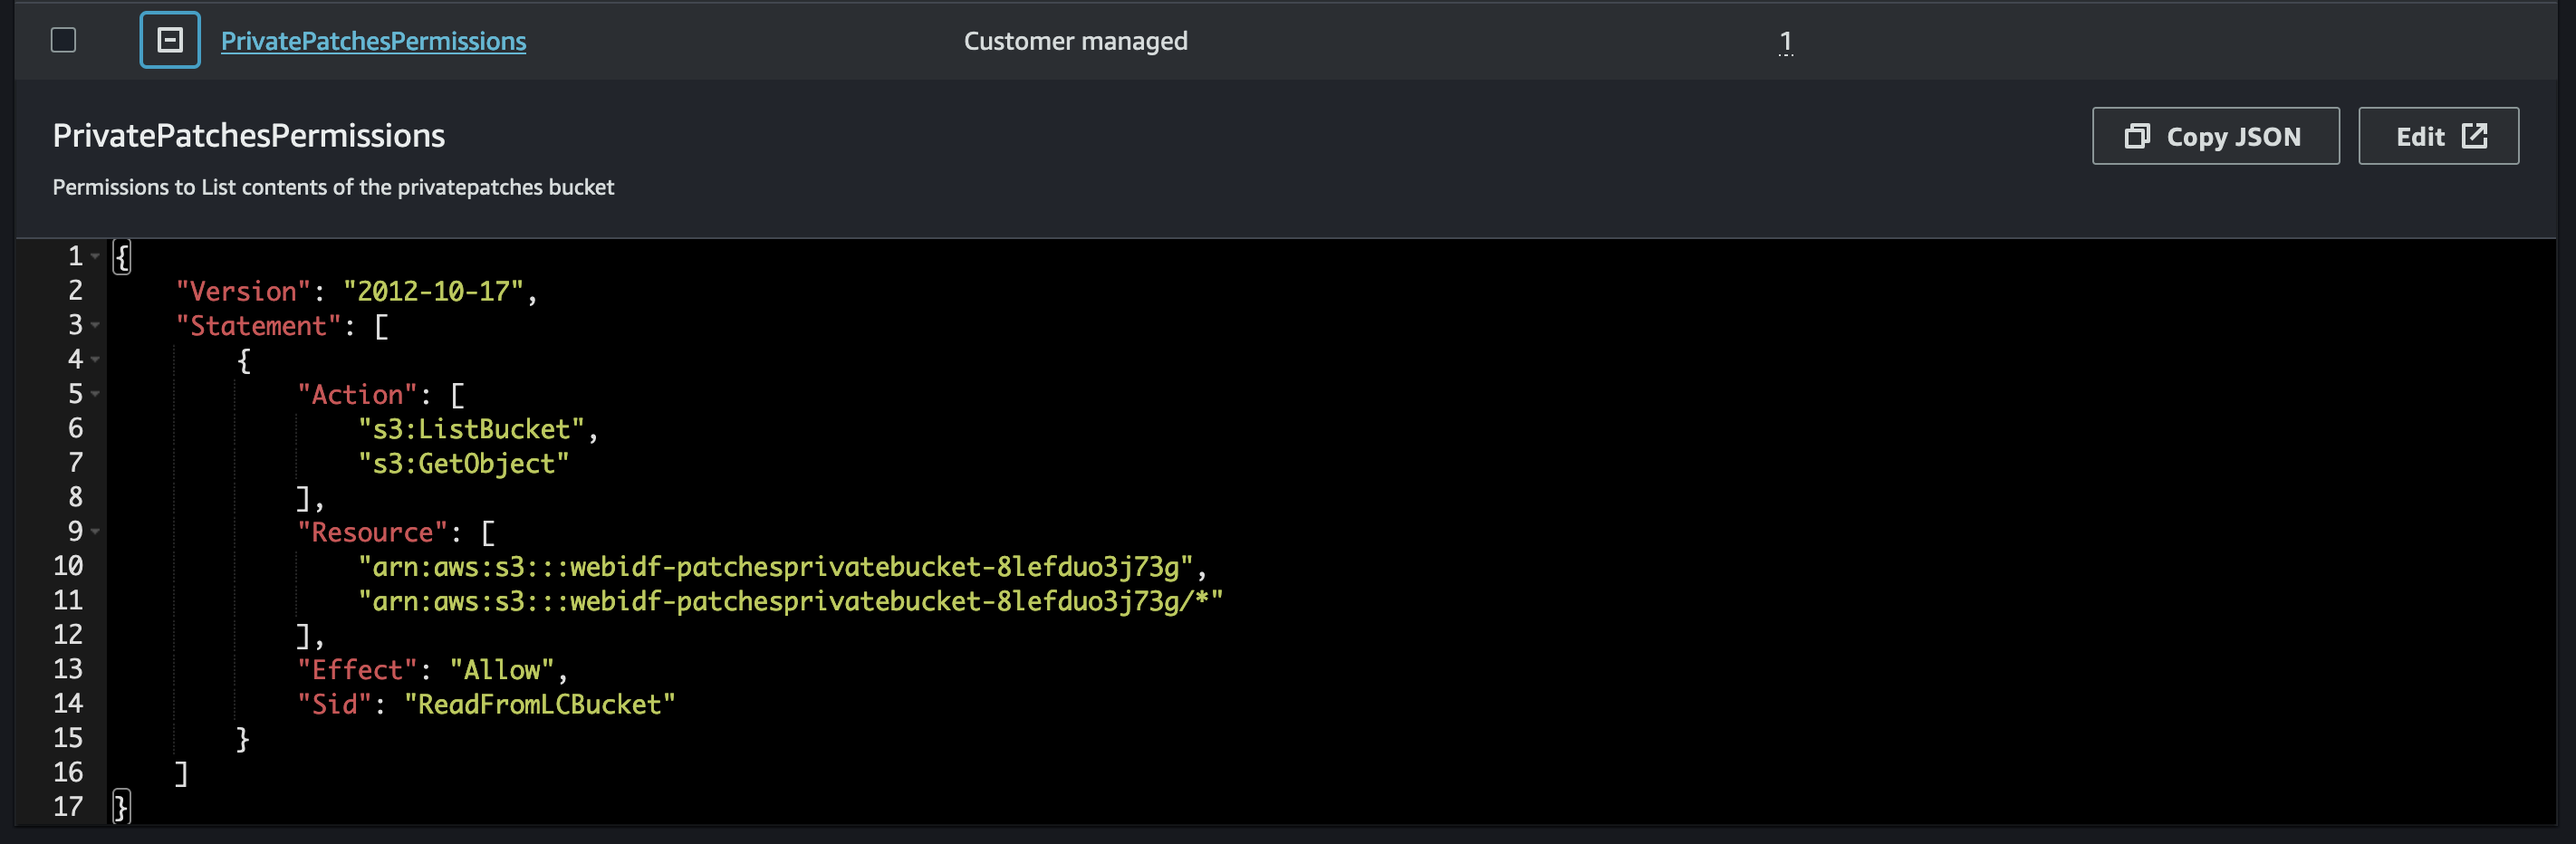 PrivatePatchesPermissions Customer managed 1
PrivatePatchesPermissions
Copy JSON
Edit
Permissions to List contents of the privatepatches bucket
1 {
2 "Version": "2012-10-17",
3 "Statement": [
4 {
5 "Action": [
6 "s3:ListBucket",
7 "s3:GetObject"
8 ],
9 "Resource": [
10 "arn:aws:s3:::webidf-patchesprivatebucket-8lefduo3j73g",
11 "arn:aws:s3:::webidf-patchesprivatebucket-8lefduo3j73g/*"
12 ],
13 "Effect": "Allow",
14 "Sid": "ReadFromLCBucket"
15 }
16 ]
17 }